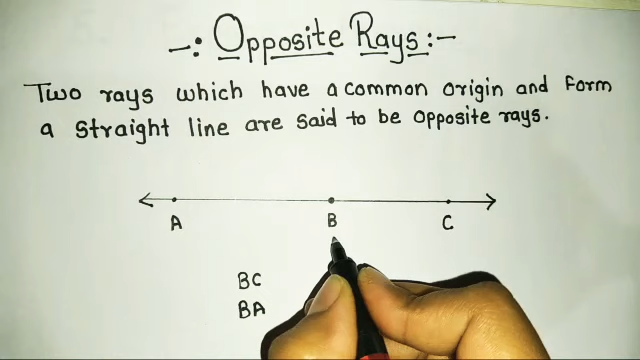 -: Opposite Rays :-
Two rays which have a common origin and form
a straight line are said to be opposite rays.
A B C
BC
BA